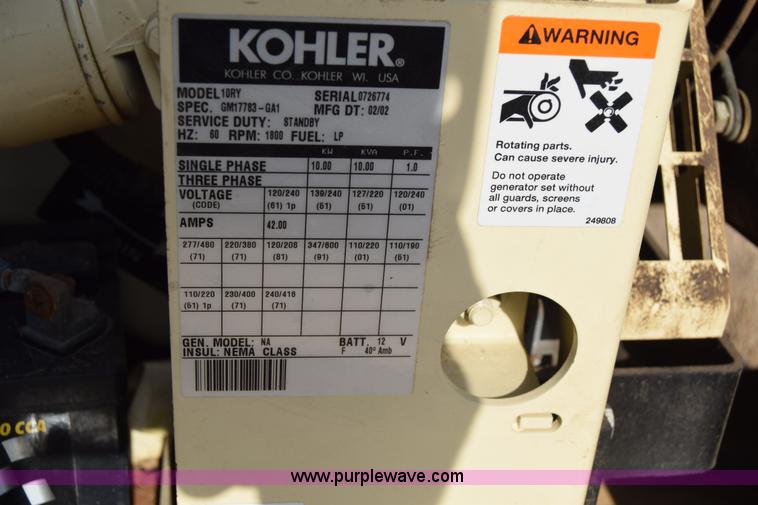 KOHLER®
KOHLER CO. KOHLER WI. USA
MODEL 10RY SERIAL 0726774
SPEC. GM17783-GA1 MFG DT: 02/02
SERVICE DUTY: STANDBY
HZ: 60 RPM: 1800 FUEL: LP
KW KVA P.F.
SINGLE PHASE 10.00 10.00 1.0
THREE PHASE
VOLTAGE 120/240 139/240 127/220 120/240
(CODE) (61) 1p (61) (61) (01)
AMPS 42.00
277/480 220/380 120/208 347/600 110/220 110/190
(71) (71) (81) (91) (01) (61)
110/220 230/400 240/416
(61) 1p (71) (71)
GEN. MODEL: NA BATT. 12 V
INSUL: NEMA CLASS F 40° Amb
WARNING
Rotating parts.
Can cause severe injury.
Do not operate
generator set without
all guards, screens
or covers in place.
249808
0 CCA
www.purplewave.com